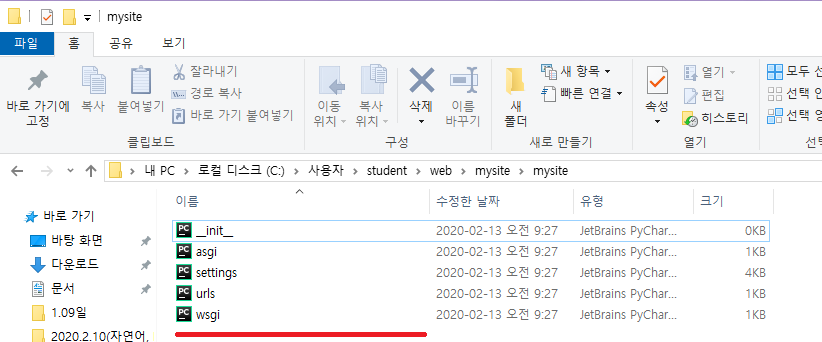 mysite
파일 홈 공유 보기
바로 가기에 고정
복사
붙여넣기
잘라내기
경로 복사
바로 가기 붙여넣기
클립보드
이동 위치
복사 위치
삭제
이름 바꾸기
구성
새 폴더
새 항목
빠른 연결
새로 만들기
속성
열기
편집
히스토리
열기
모두 선
선택 안
선택 영
내 PC > 로컬 디스크 (C:) > 사용자 > student > web > mysite > mysite
이름 수정한 날짜 유형 크기
바로 가기
바탕 화면
다운로드
문서
1.09일
2020.2.10(자연어,
__init__ 2020-02-13 오전 9:27 JetBrains PyChar... 0KB
asgi 2020-02-13 오전 9:27 JetBrains PyChar... 1KB
settings 2020-02-13 오전 9:27 JetBrains PyChar... 4KB
urls 2020-02-13 오전 9:27 JetBrains PyChar... 1KB
wsgi 2020-02-13 오전 9:27 JetBrains PyChar... 1KB